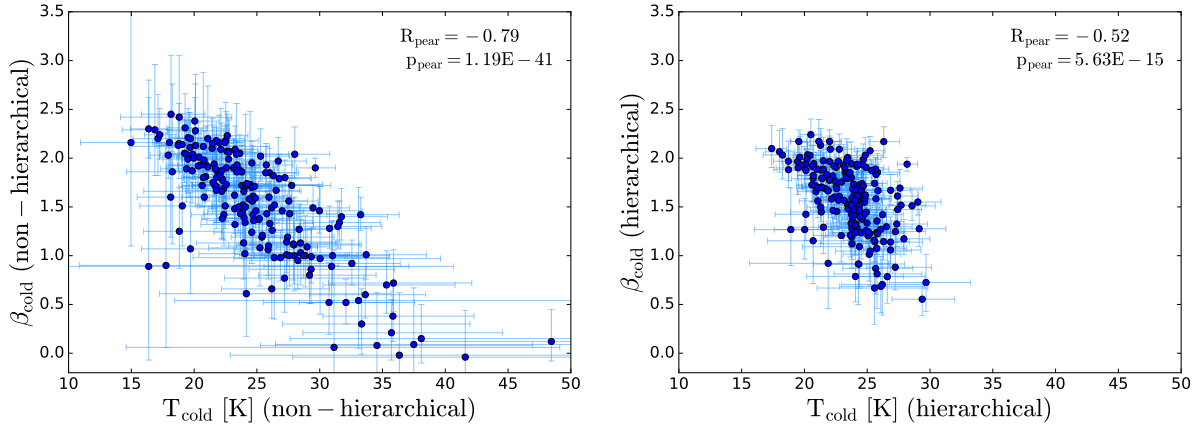 3.5
3.0
2.5
2.0
1.5
1.0
0.5
0.0
β_cold (non − hierarchical)
R_pear = −0.79
p_pear = 1.19E − 41
10 15 20 25 30 35 40 45 50
T_cold [K] (non − hierarchical)
3.5
3.0
2.5
2.0
1.5
1.0
0.5
0.0
β_cold (hierarchical)
R_pear = −0.52
p_pear = 5.63E − 15
10 15 20 25 30 35 40 45 50
T_cold [K] (hierarchical)